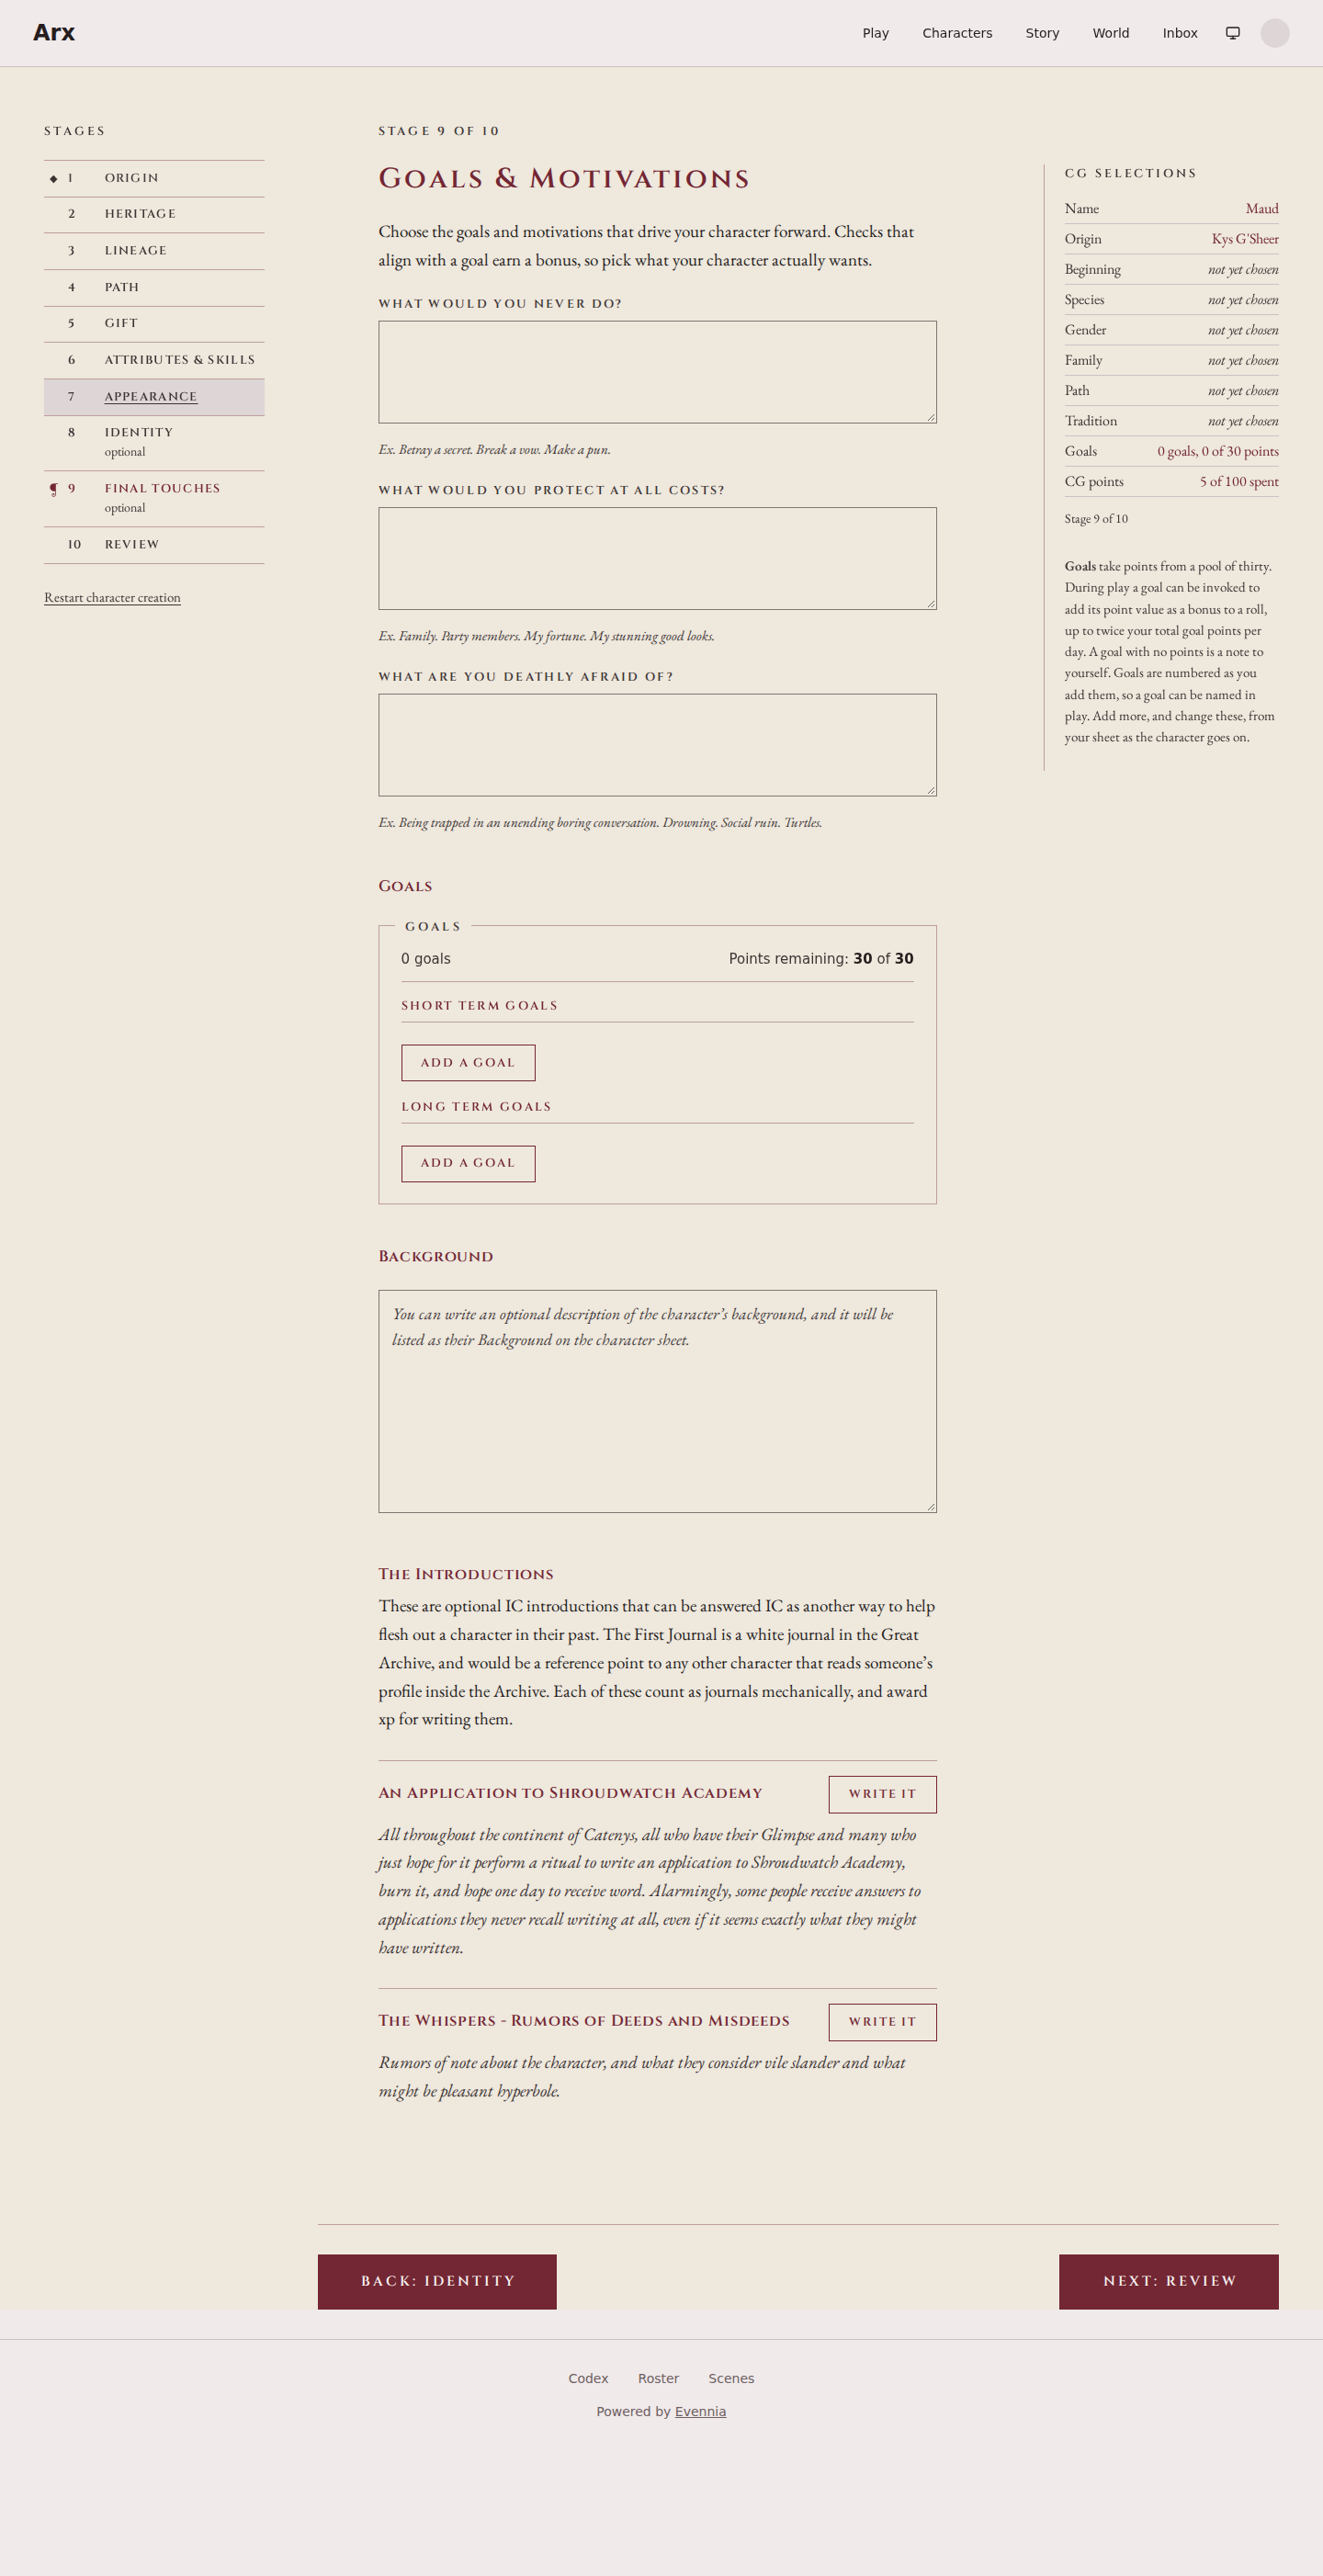 Arx
Play Characters Story World Inbox
STAGES
◆ 1 ORIGIN
2 HERITAGE
3 LINEAGE
4 PATH
5 GIFT
6 ATTRIBUTES & SKILLS
7 APPEARANCE
8 IDENTITY
optional
¶ 9 FINAL TOUCHES
optional
10 REVIEW
Restart character creation
STAGE 9 OF 10
Goals & Motivations
Choose the goals and motivations that drive your character forward. Checks that
align with a goal earn a bonus, so pick what your character actually wants.
WHAT WOULD YOU NEVER DO?
Ex. Betray a secret. Break a vow. Make a pun.
WHAT WOULD YOU PROTECT AT ALL COSTS?
Ex. Family. Party members. My fortune. My stunning good looks.
WHAT ARE YOU DEATHLY AFRAID OF?
Ex. Being trapped in an unending boring conversation. Drowning. Social ruin. Turtles.
Goals
GOALS
0 goals Points remaining: 30 of 30
SHORT TERM GOALS
ADD A GOAL
LONG TERM GOALS
ADD A GOAL
Background
You can write an optional description of the character’s background, and it will be
listed as their Background on the character sheet.
The Introductions
These are optional IC introductions that can be answered IC as another way to help
flesh out a character in their past. The First Journal is a white journal in the Great
Archive, and would be a reference point to any other character that reads someone’s
profile inside the Archive. Each of these count as journals mechanically, and award
xp for writing them.
An Application to Shroudwatch Academy
WRITE IT
All throughout the continent of Catenys, all who have their Glimpse and many who
just hope for it perform a ritual to write an application to Shroudwatch Academy,
burn it, and hope one day to receive word. Alarmingly, some people receive answers to
applications they never recall writing at all, even if it seems exactly what they might
have written.
The Whispers - Rumors of Deeds and Misdeeds
WRITE IT
Rumors of note about the character, and what they consider vile slander and what
might be pleasant hyperbole.
CG SELECTIONS
Name Maud
Origin Kys G'Sheer
Beginning not yet chosen
Species not yet chosen
Gender not yet chosen
Family not yet chosen
Path not yet chosen
Tradition not yet chosen
Goals 0 goals, 0 of 30 points
CG points 5 of 100 spent
Stage 9 of 10
Goals take points from a pool of thirty.
During play a goal can be invoked to
add its point value as a bonus to a roll,
up to twice your total goal points per
day. A goal with no points is a note to
yourself. Goals are numbered as you
add them, so a goal can be named in
play. Add more, and change these, from
your sheet as the character goes on.
BACK: IDENTITY
NEXT: REVIEW
Codex Roster Scenes
Powered by Evennia